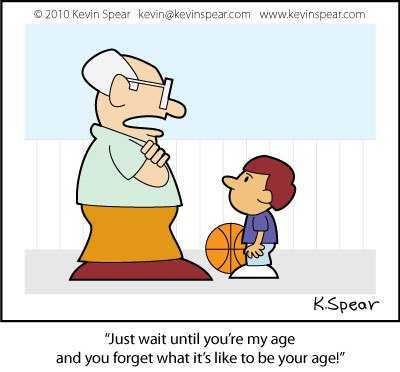 © 2010 Kevin Spear kevin@kevinspear.com www.kevinspear.com
K.Spear
“Just wait until you’re my age
and you forget what it’s like to be your age!”